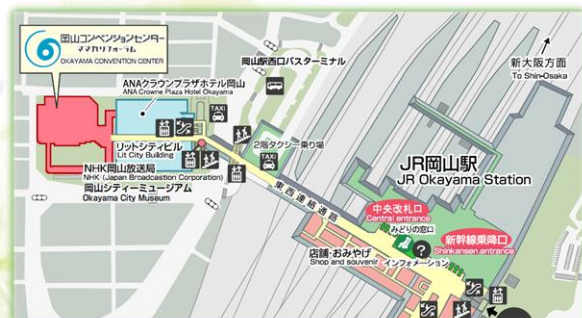 岡山コンベンションセンター
ママカリフォーラム
OKAYAMA CONVENTION CENTER
ANAクラウンプラザホテル岡山
ANA Crowne Plaza Hotel Okayama
岡山駅西口バスターミナル
新大阪方面
To Shin-Osaka
TAXI
リットシティビル
Lit City Building
2階タクシー乗り場
TAXI
NHK岡山放送局
NHK (Japan Broadcastion Corporation)
岡山シティーミュージアム
Okayama City Museum
JR岡山駅
JR Okayama Station
東西連絡通路
中央改札口
Central entrance
みどりの窓口
新幹線乗降口
Shinkansen entrance
?
店舗・おみやげ
Shop and souvenir
インフォメーション